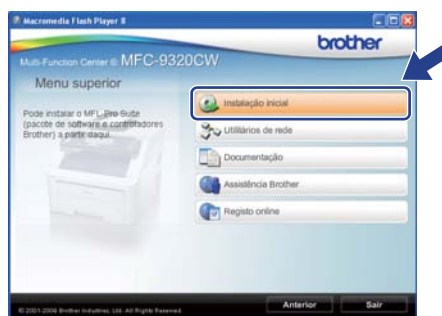 Macromedia Flash Player 8
brother
Multi-Function Center ® MFC-9320CW
Menu superior
Pode instalar o MFL-Pro Suite
(pacote de software e controladores
Brother) a partir daqui.
Instalação inicial
Utilitários de rede
Documentação
Assistência Brother
Registo online
© 2001-2008 Brother Industries, Ltd. All Rights Reserved.
Anterior
Sair